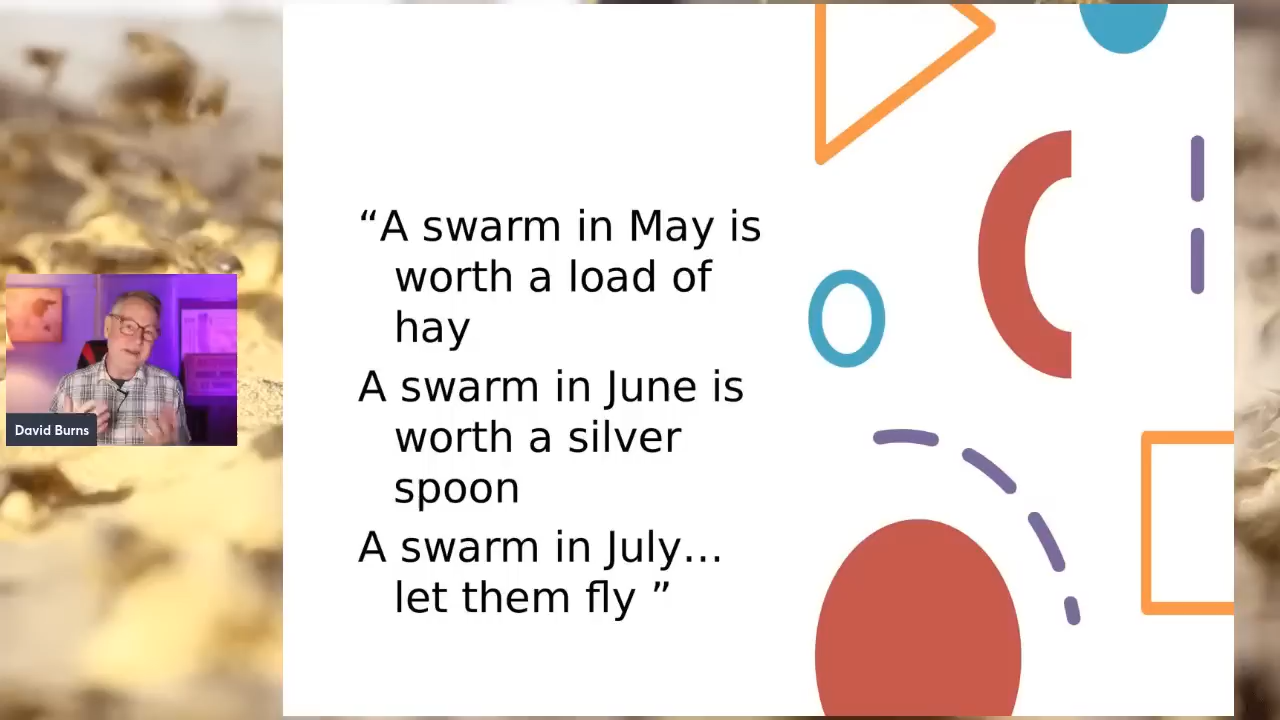 “A swarm in May is
worth a load of
hay
A swarm in June is
worth a silver
spoon
A swarm in July…
let them fly ”
David Burns